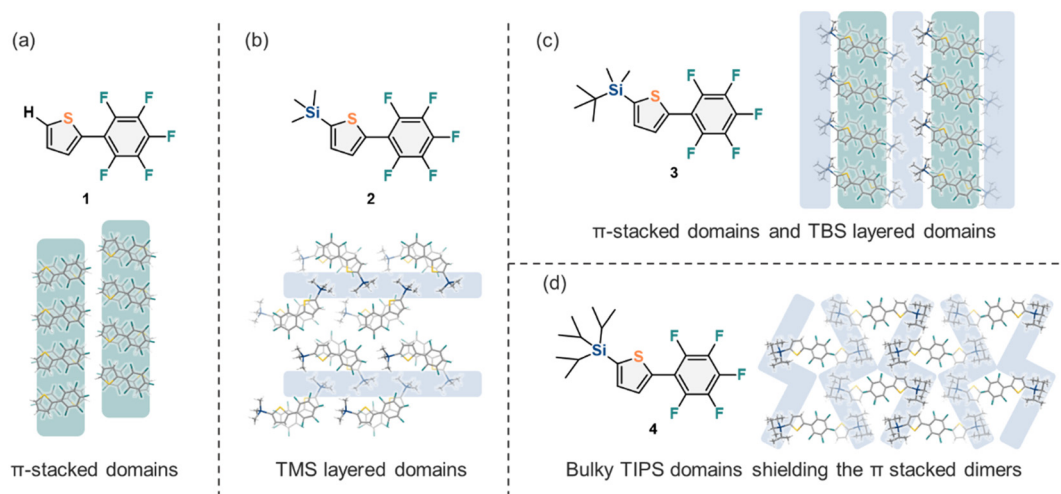 (a)
H
S
F
F
F
F
F
1
π-stacked domains
(b)
Si
S
F
F
F
F
F
2
TMS layered domains
(c)
Si
S
F
F
F
F
F
3
π-stacked domains and TBS layered domains
(d)
Si
S
F
F
F
F
F
4
Bulky TIPS domains shielding the π stacked dimers